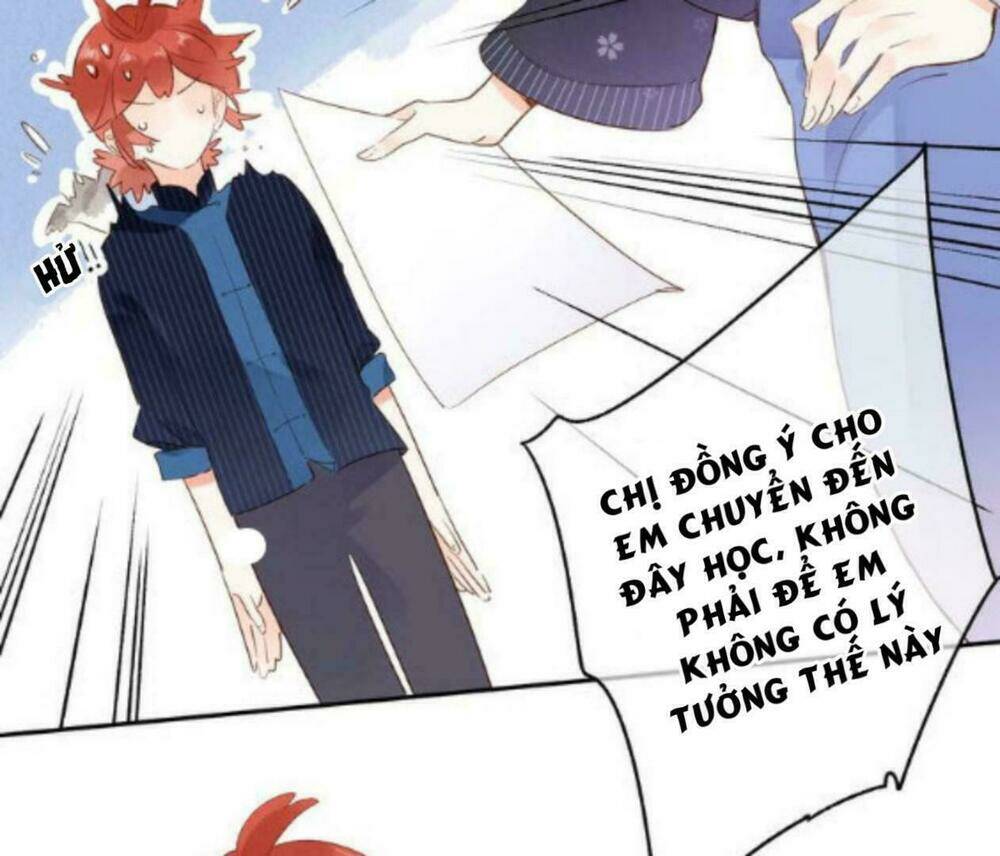 HỬ!!
CHỊ ĐỒNG Ý CHO
EM CHUYỂN ĐẾN
ĐÂY HỌC, KHÔNG
PHẢI ĐỂ EM
KHÔNG CÓ LÝ
TƯỞNG THẾ NÀY